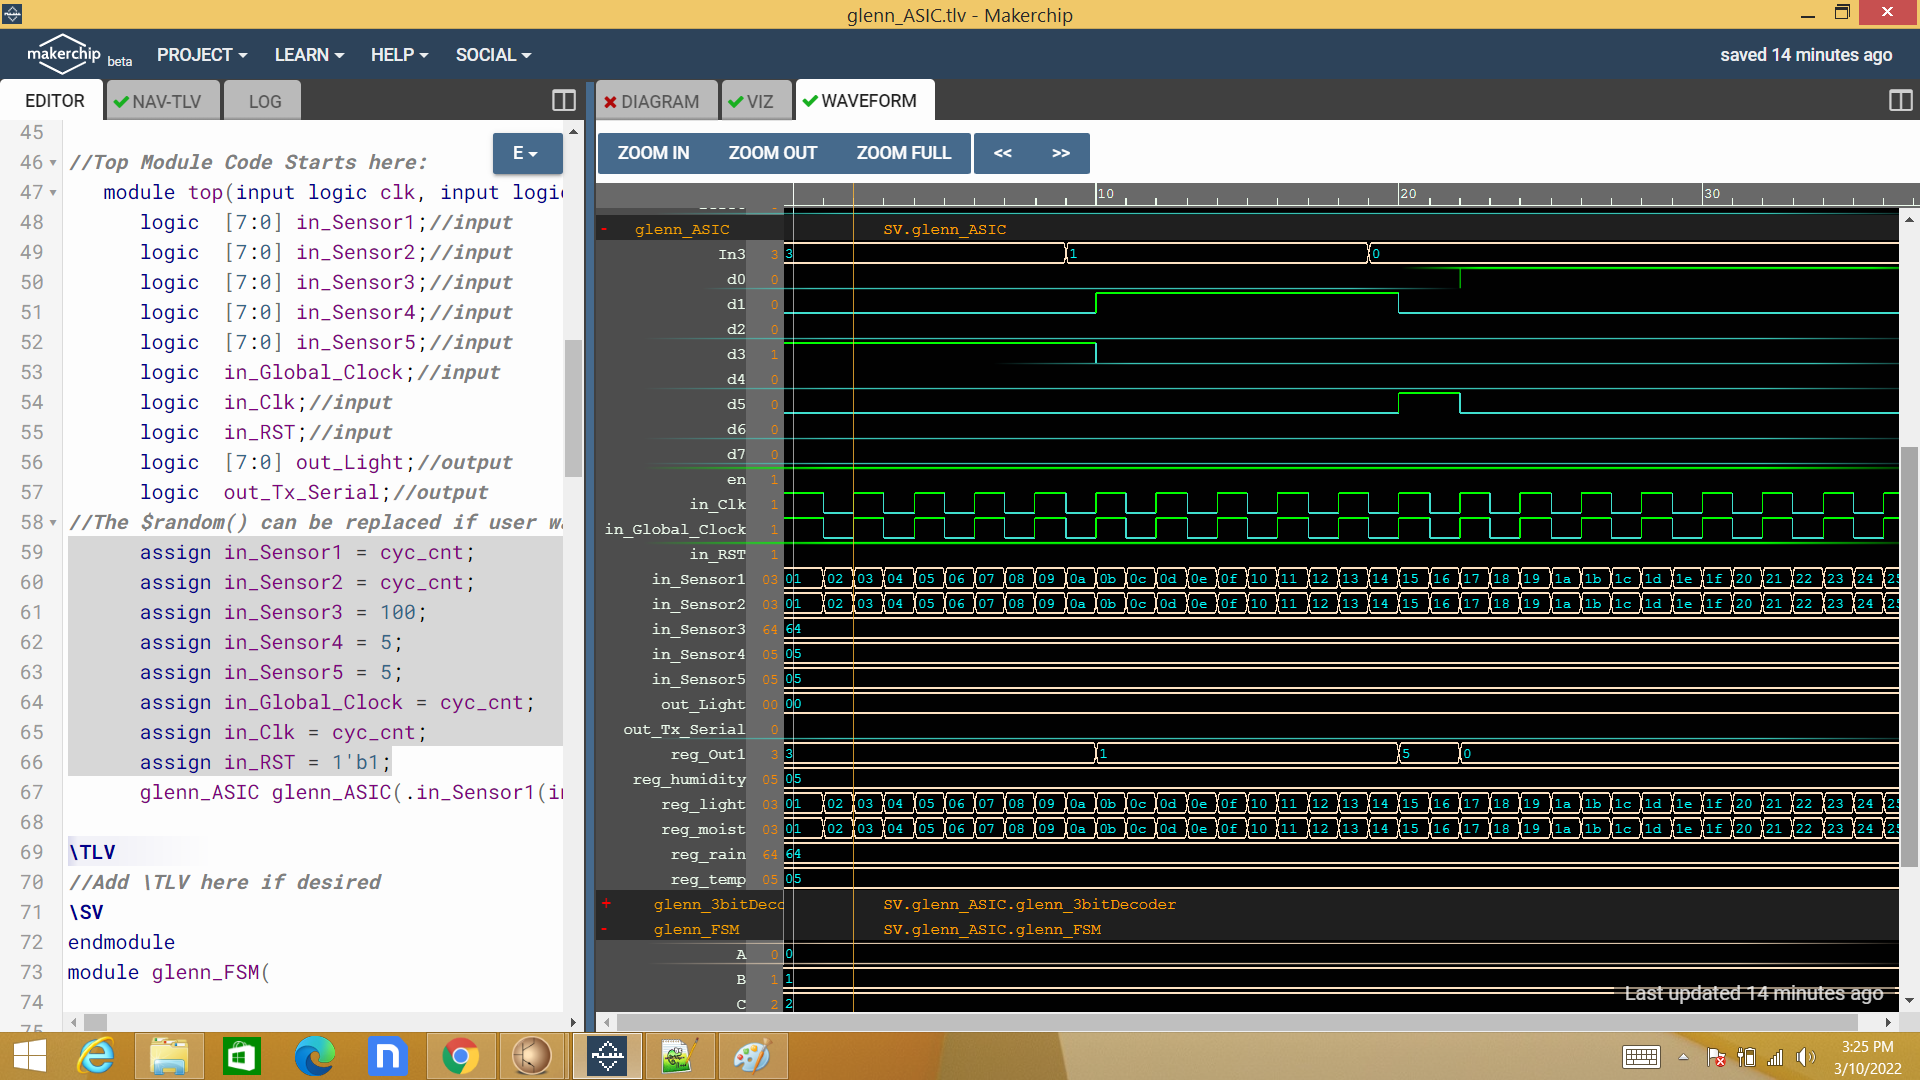 glenn_ASIC.tlv - Makerchip
makerchip beta PROJECT LEARN HELP SOCIAL saved 14 minutes ago
EDITOR NAV-TLV LOG DIAGRAM VIZ WAVEFORM
E
ZOOM IN ZOOM OUT ZOOM FULL << >>
45
46 //Top Module Code Starts here:
47 module top(input logic clk, input logic
48 logic [7:0] in_Sensor1;//input
49 logic [7:0] in_Sensor2;//input
50 logic [7:0] in_Sensor3;//input
51 logic [7:0] in_Sensor4;//input
52 logic [7:0] in_Sensor5;//input
53 logic in_Global_Clock;//input
54 logic in_Clk;//input
55 logic in_RST;//input
56 logic [7:0] out_Light;//output
57 logic out_Tx_Serial;//output
58 //The $random() can be replaced if user wa
59 assign in_Sensor1 = cyc_cnt;
60 assign in_Sensor2 = cyc_cnt;
61 assign in_Sensor3 = 100;
62 assign in_Sensor4 = 5;
63 assign in_Sensor5 = 5;
64 assign in_Global_Clock = cyc_cnt;
65 assign in_Clk = cyc_cnt;
66 assign in_RST = 1'b1;
67 glenn_ASIC glenn_ASIC(.in_Sensor1(in
68
69 \TLV
70 //Add \TLV here if desired
71 \SV
72 endmodule
73 module glenn_FSM(
74
75
10 20 30
- glenn_ASIC SV.glenn_ASIC
In3 3 3 1 0
d0 0
d1 0
d2 0
d3 1
d4 0
d5 0
d6 0
d7 0
en 1
in_Clk 1
in_Global_Clock 1
in_RST 1
in_Sensor1 03 01 02 03 04 05 06 07 08 09 0a 0b 0c 0d 0e 0f 10 11 12 13 14 15 16 17 18 19 1a 1b 1c 1d 1e 1f 20 21 22 23 24 25
in_Sensor2 03 01 02 03 04 05 06 07 08 09 0a 0b 0c 0d 0e 0f 10 11 12 13 14 15 16 17 18 19 1a 1b 1c 1d 1e 1f 20 21 22 23 24 25
in_Sensor3 64 64
in_Sensor4 05 05
in_Sensor5 05 05
out_Light 00 00
out_Tx_Serial 0
reg_Out1 3 3 1 5 0
reg_humidity 05 05
reg_light 03 01 02 03 04 05 06 07 08 09 0a 0b 0c 0d 0e 0f 10 11 12 13 14 15 16 17 18 19 1a 1b 1c 1d 1e 1f 20 21 22 23 24 25
reg_moist 03 01 02 03 04 05 06 07 08 09 0a 0b 0c 0d 0e 0f 10 11 12 13 14 15 16 17 18 19 1a 1b 1c 1d 1e 1f 20 21 22 23 24 25
reg_rain 64 64
reg_temp 05 05
+ glenn_3bitDeco SV.glenn_ASIC.glenn_3bitDecoder
- glenn_FSM SV.glenn_ASIC.glenn_FSM
A 0 0
B 1 1
C 2 2
Last updated 14 minutes ago
3:25 PM
3/10/2022